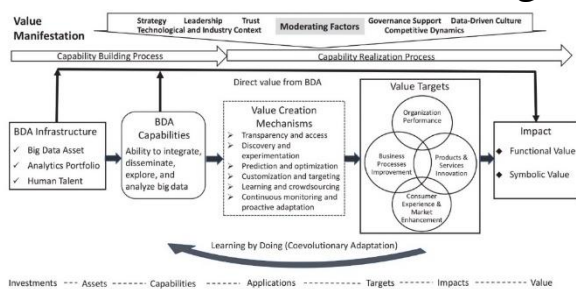 Value
Manifestation
Strategy Leadership Trust
Technological and Industry Context
Moderating Factors
Governance Support Data-Driven Culture
Competitive Dynamics
Capability Building Process
Capability Realization Process
Direct value from BDA
BDA Infrastructure
✓ Big Data Asset
✓ Analytics Portfolio
✓ Human Talent
BDA
Capabilities
Ability to integrate,
disseminate,
explore, and
analyze big data
Value Creation
Mechanisms
➢ Transparency and access
➢ Discovery and
experimentation
➢ Prediction and optimization
➢ Customization and targeting
➢ Learning and crowdsourcing
➢ Continuous monitoring and
proactive adaptation
Value Targets
Organization
Performance
Business
Processes
Improvement
Products &
Services
Innovation
Consumer
Experience &
Market
Enhancement
Impact
◆ Functional Value
◆ Symbolic Value
Learning by Doing (Coevolutionary Adaptation)
Investments ---- Assets ---- Capabilities ---- Applications ---- Targets ---- Impacts ---- Value